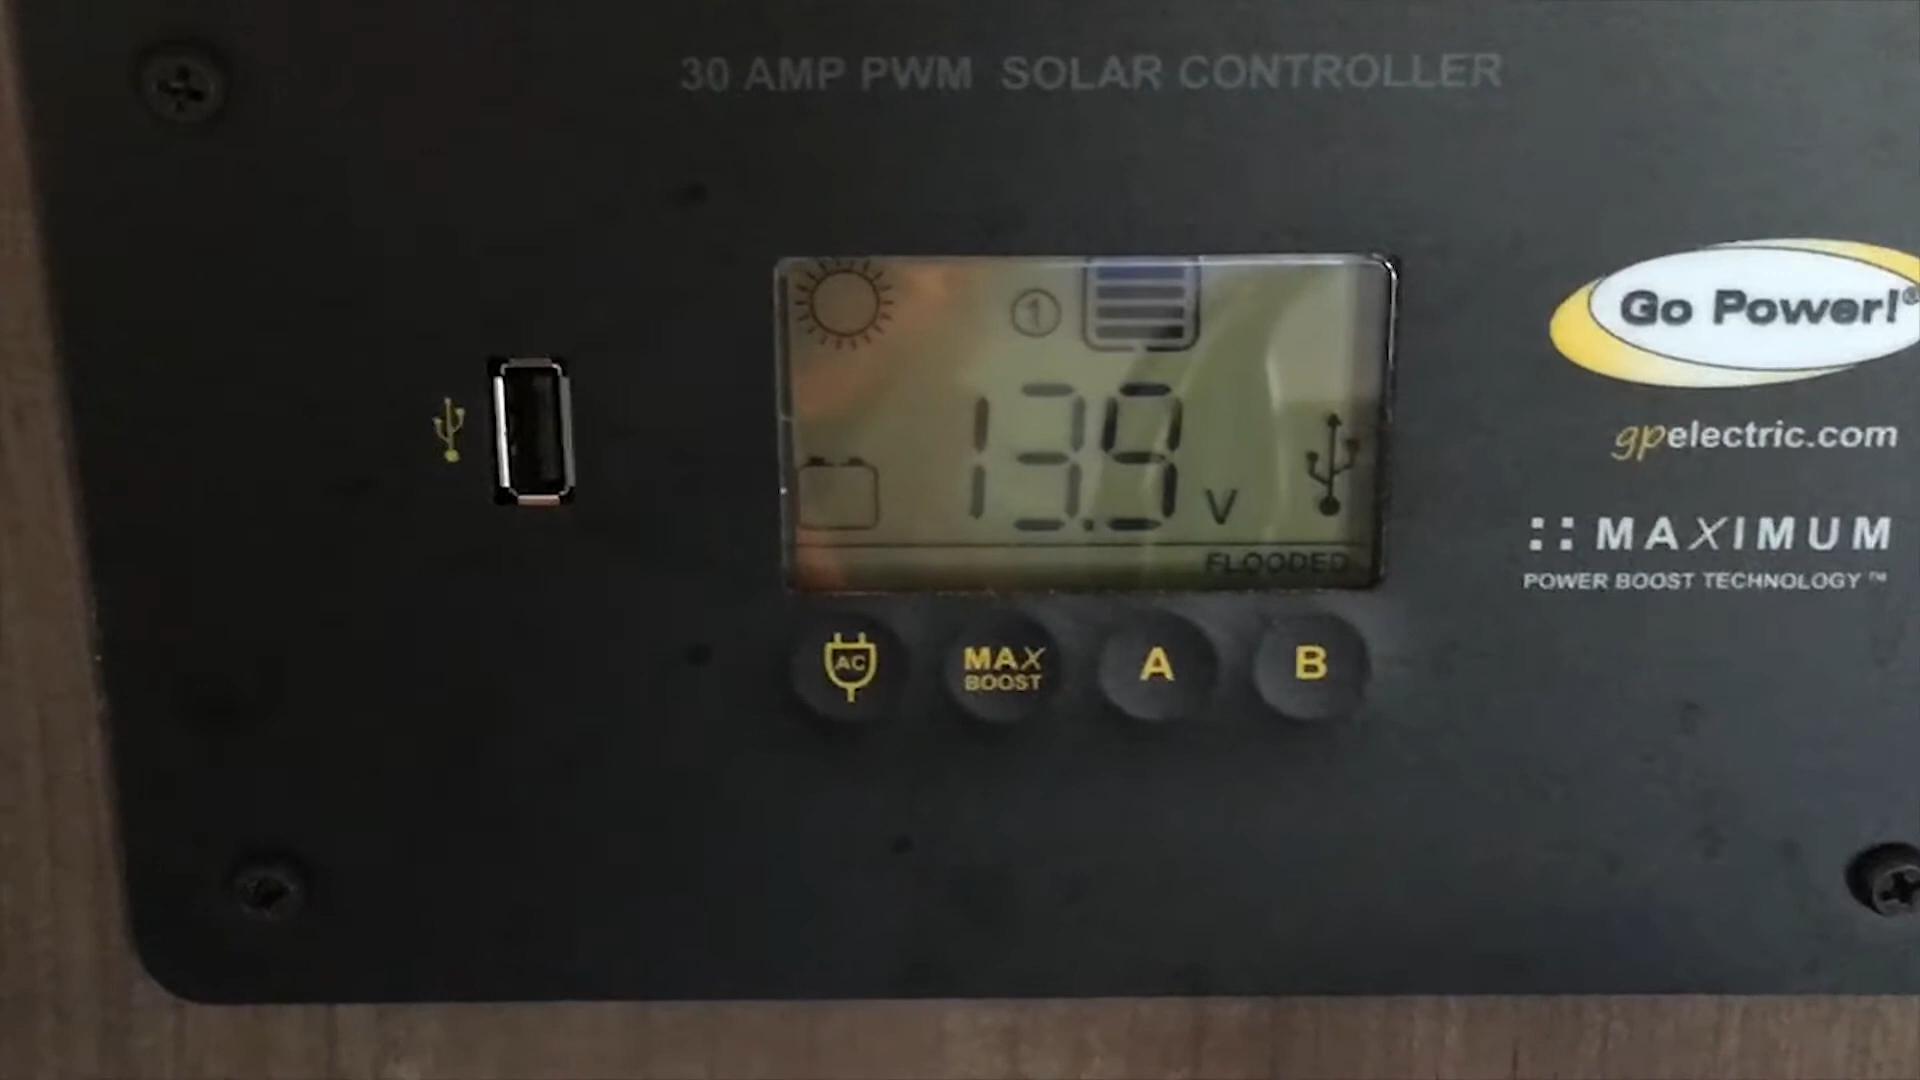 30 AMP PWM SOLAR CONTROLLER
1
13.9 V
FLOODED
AC
MAX BOOST
A
B
Go Power!®
gpelectric.com
MAXIMUM
POWER BOOST TECHNOLOGY™